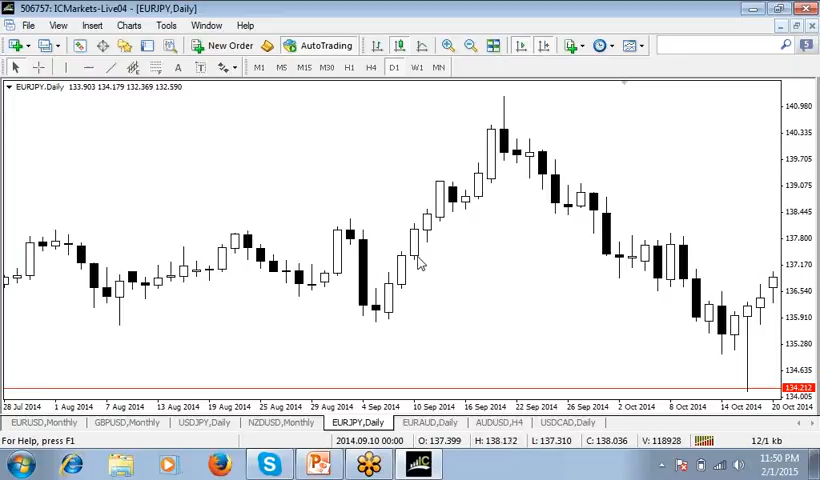 506757: ICMarkets-Live04 - [EURJPY,Daily]
File View Insert Charts Tools Window Help
New Order AutoTrading 5
A T M1 M5 M15 M30 H1 H4 D1 W1 MN
EURJPY.Daily 133.903 134.179 132.369 132.590
140.980
140.335
139.705
139.075
138.445
137.800
137.170
136.540
135.910
135.280
134.635
134.212
134.005
28 Jul 2014 1 Aug 2014 7 Aug 2014 13 Aug 2014 19 Aug 2014 25 Aug 2014 29 Aug 2014 4 Sep 2014 10 Sep 2014 16 Sep 2014 22 Sep 2014 26 Sep 2014 2 Oct 2014 8 Oct 2014 14 Oct 2014 20 Oct 2014
EURUSD,Monthly GBPUSD,Monthly USDJPY,Daily NZDUSD,Monthly EURJPY,Daily EURAUD,Daily AUDUSD,H4 USDCAD,Daily
For Help, press F1 2014.09.10 00:00 O: 137.399 H: 138.132 L: 137.310 C: 138.036 V: 118928 12/1 kb
11:50 PM
2/1/2015